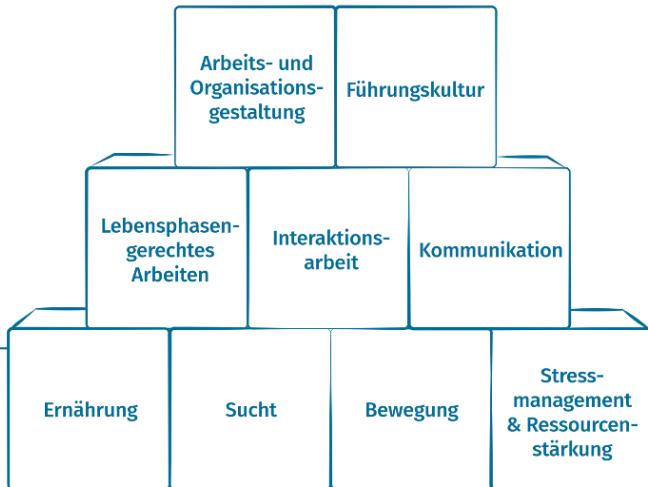 Arbeits- und
Organisations-
gestaltung
Führungskultur
Lebensphasen-
gerechtes
Arbeiten
Interaktions-
arbeit
Kommunikation
Ernährung
Sucht
Bewegung
Stress-
management
& Ressourcen-
stärkung